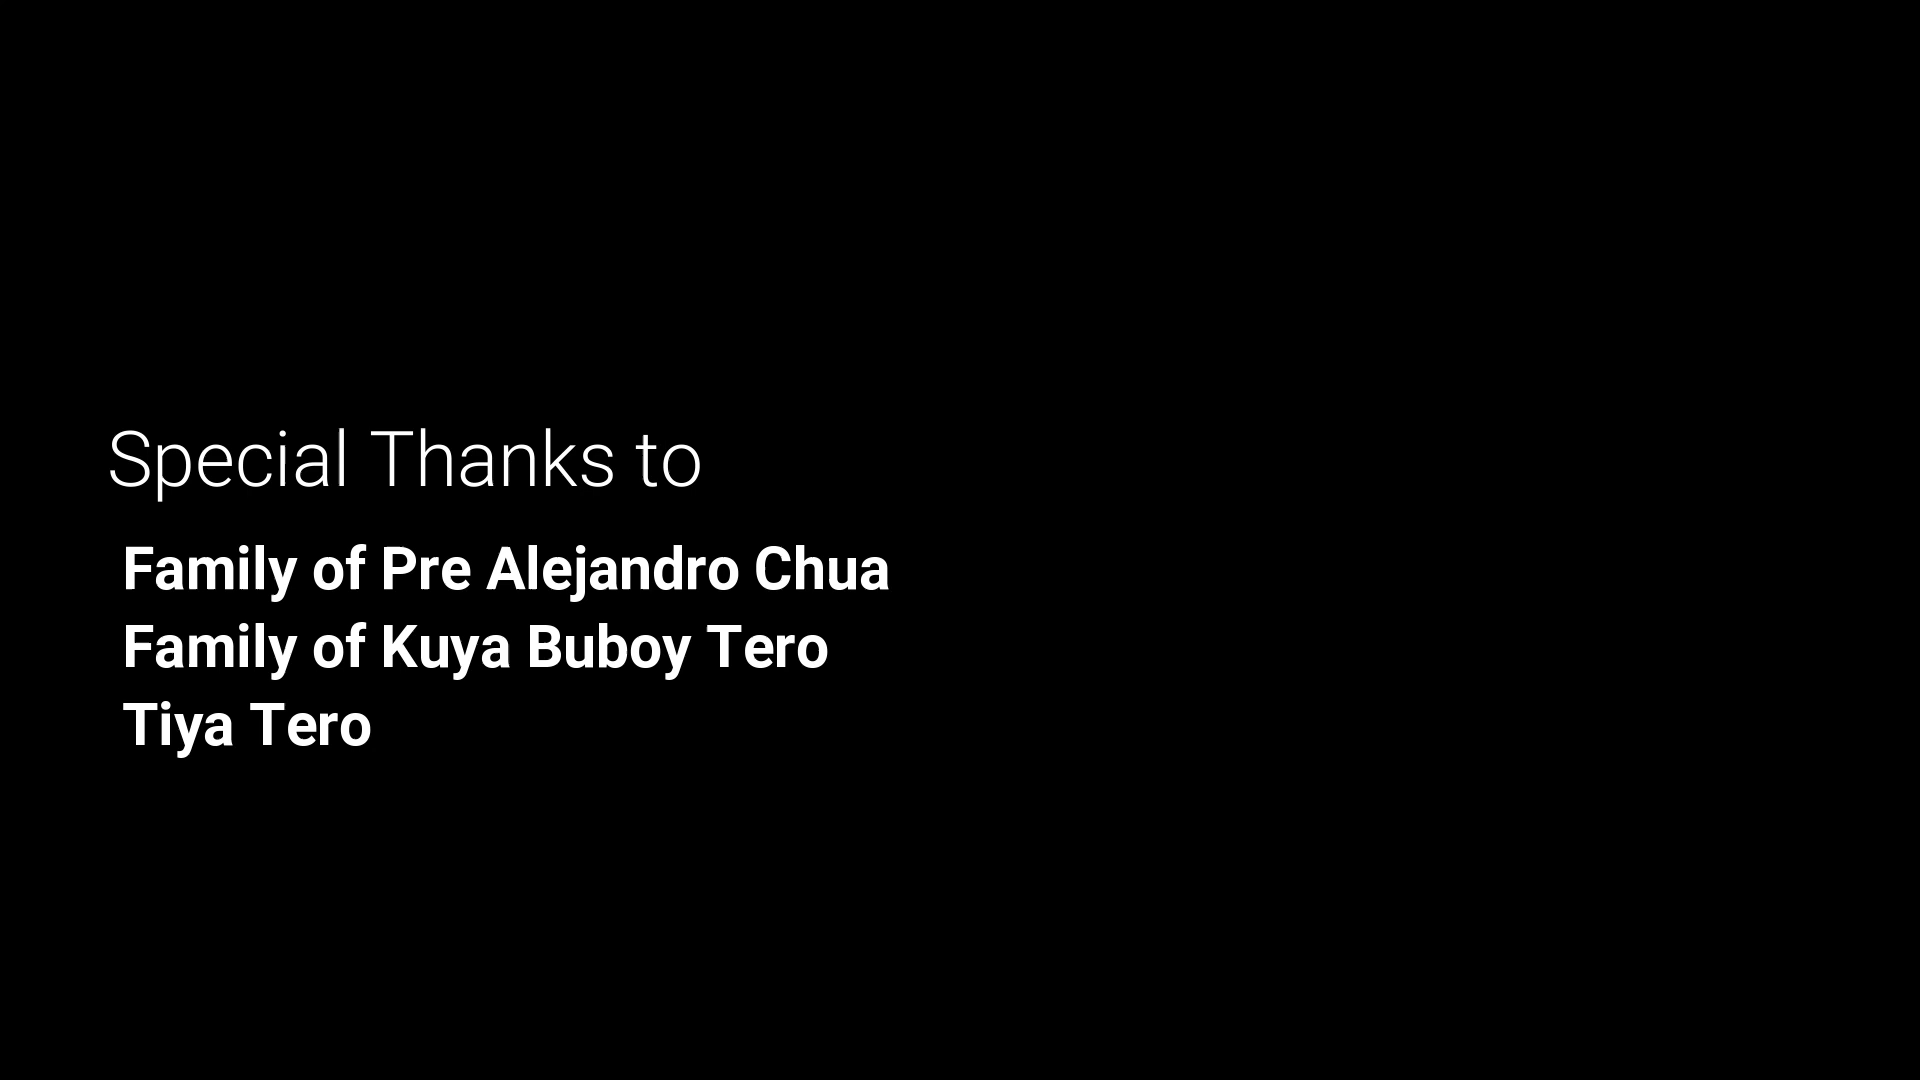 Special Thanks to
Family of Pre Alejandro Chua
Family of Kuya Buboy Tero
Tiya Tero